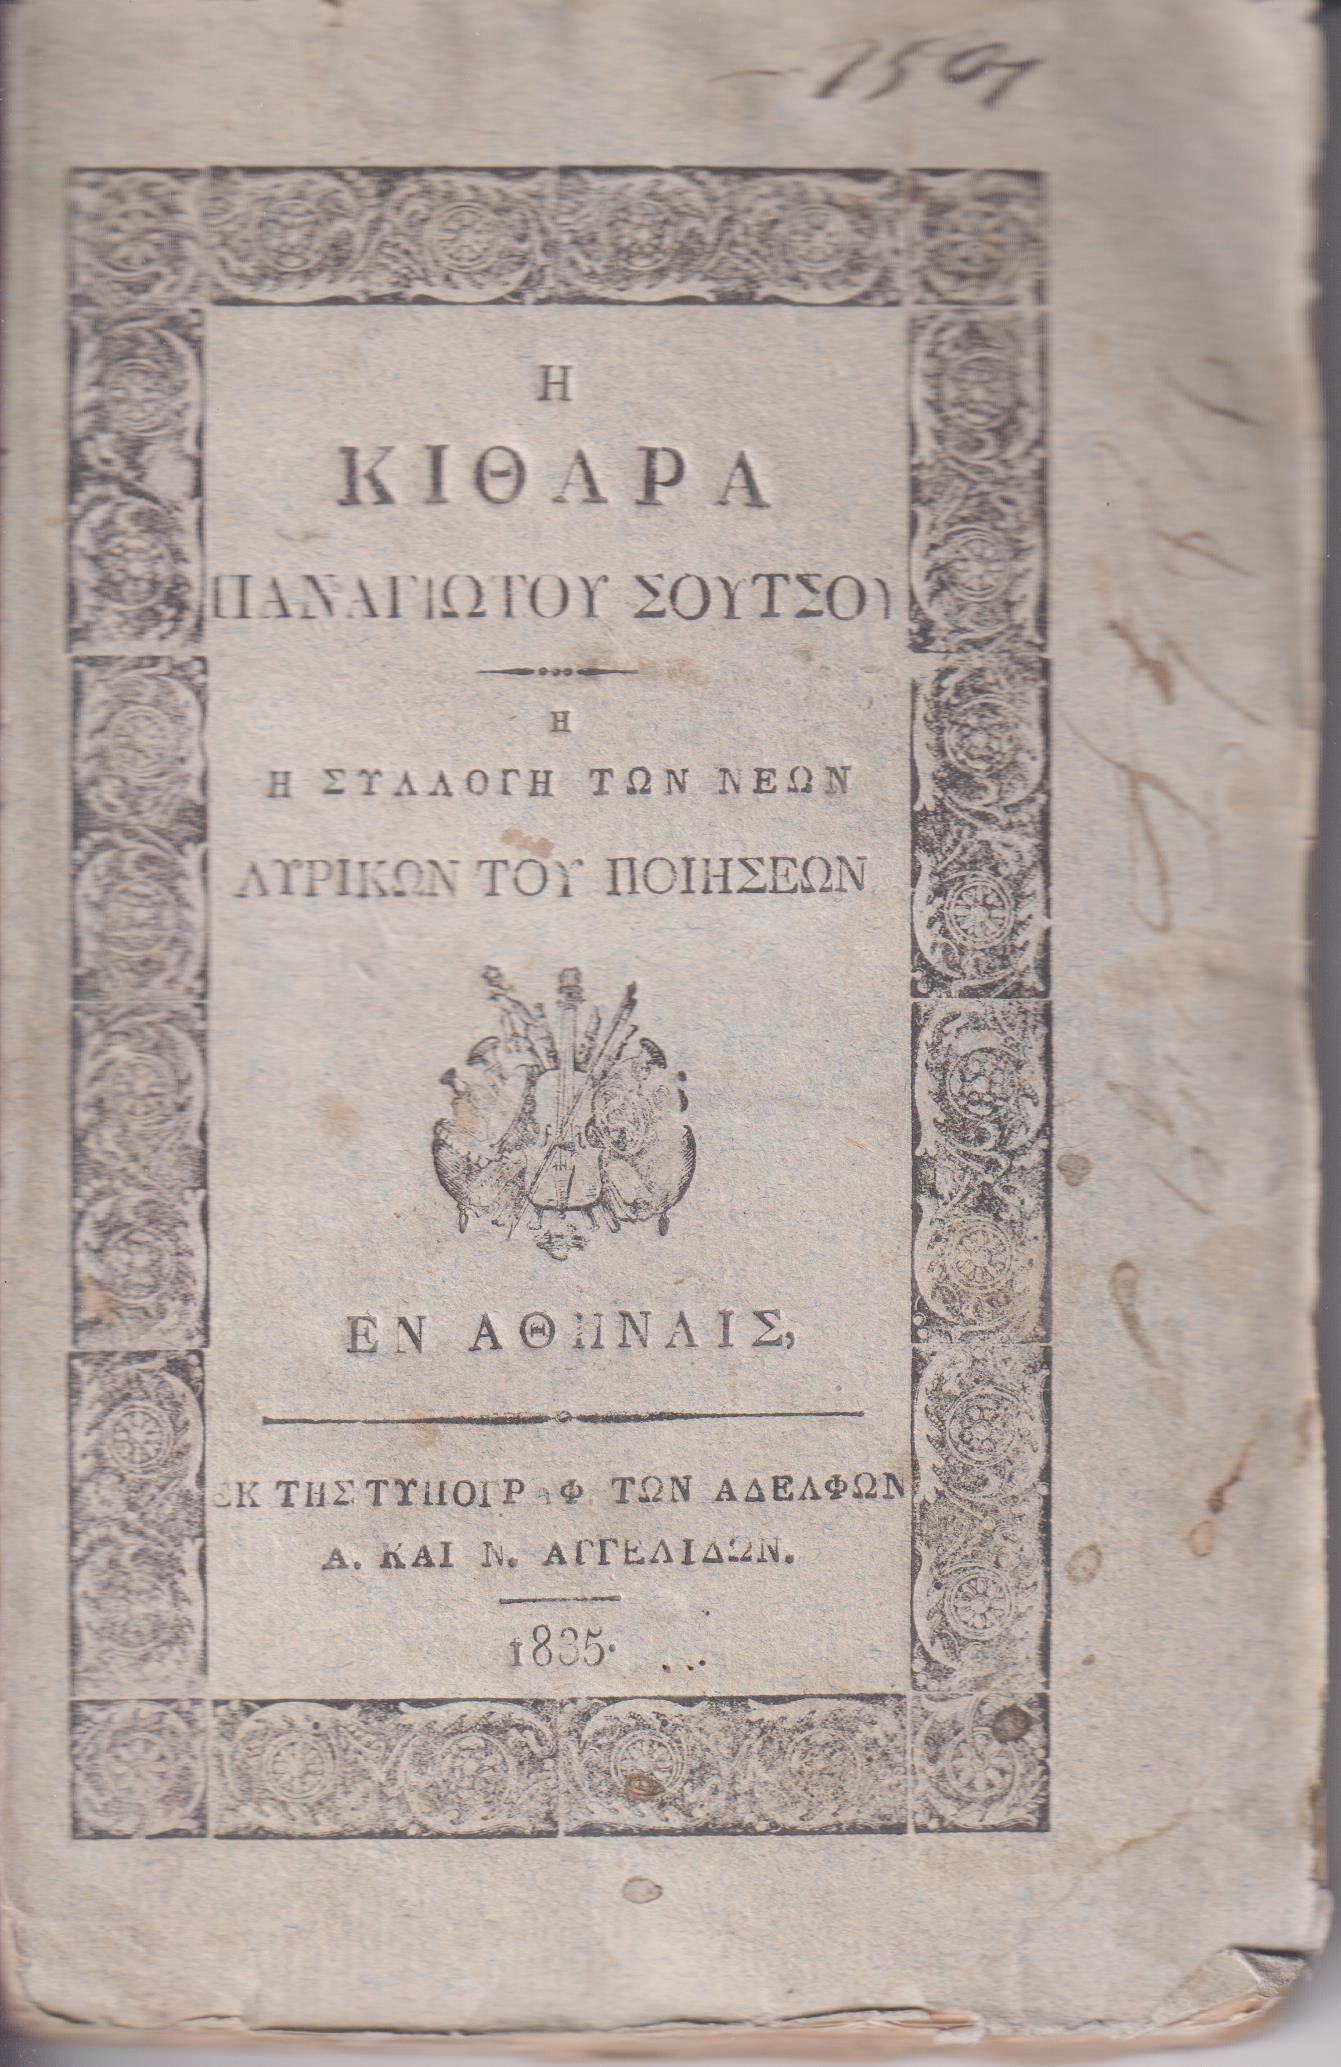 Η
ΚΙΘΑΡΑ
ΠΑΝΑΓΙΩΤΟΥ ΣΟΥΤΣΟΥ
Η
Η ΣΥΛΛΟΓΗ ΤΩΝ ΝΕΩΝ
ΛΥΡΙΚΩΝ ΤΟΥ ΠΟΙΗΣΕΩΝ
ΕΝ ΑΘΗΝΑΙΣ,
ΕΚ ΤΗΣ ΤΥΠΟΓΡΑΦ. ΤΩΝ ΑΔΕΛΦΩΝ
Α. ΚΑΙ Ν. ΑΓΓΕΛΙΔΩΝ.
1835.